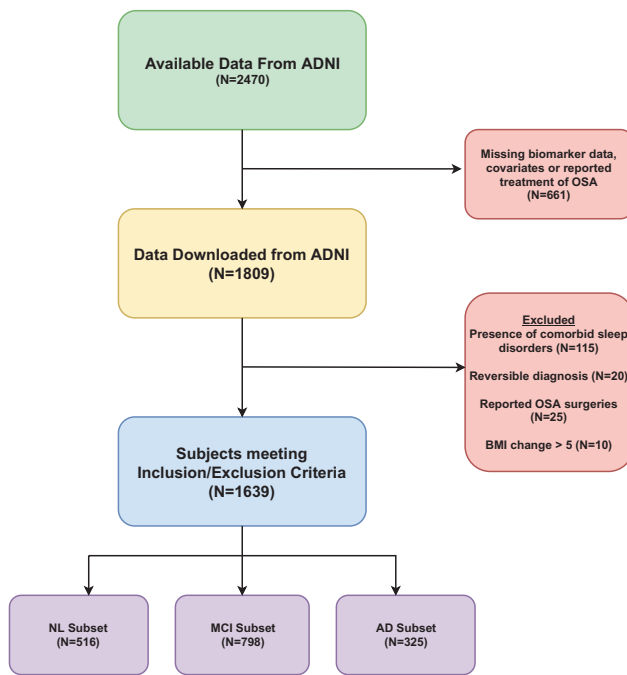 Available Data From ADNI
(N=2470)
Missing biomarker data,
covariates or reported
treatment of OSA
(N=661)
Data Downloaded from ADNI
(N=1809)
Excluded
Presence of comorbid sleep
disorders (N=115)
Reversible diagnosis (N=20)
Reported OSA surgeries
(N=25)
BMI change > 5 (N=10)
Subjects meeting
Inclusion/Exclusion Criteria
(N=1639)
NL Subset
(N=516)
MCI Subset
(N=798)
AD Subset
(N=325)